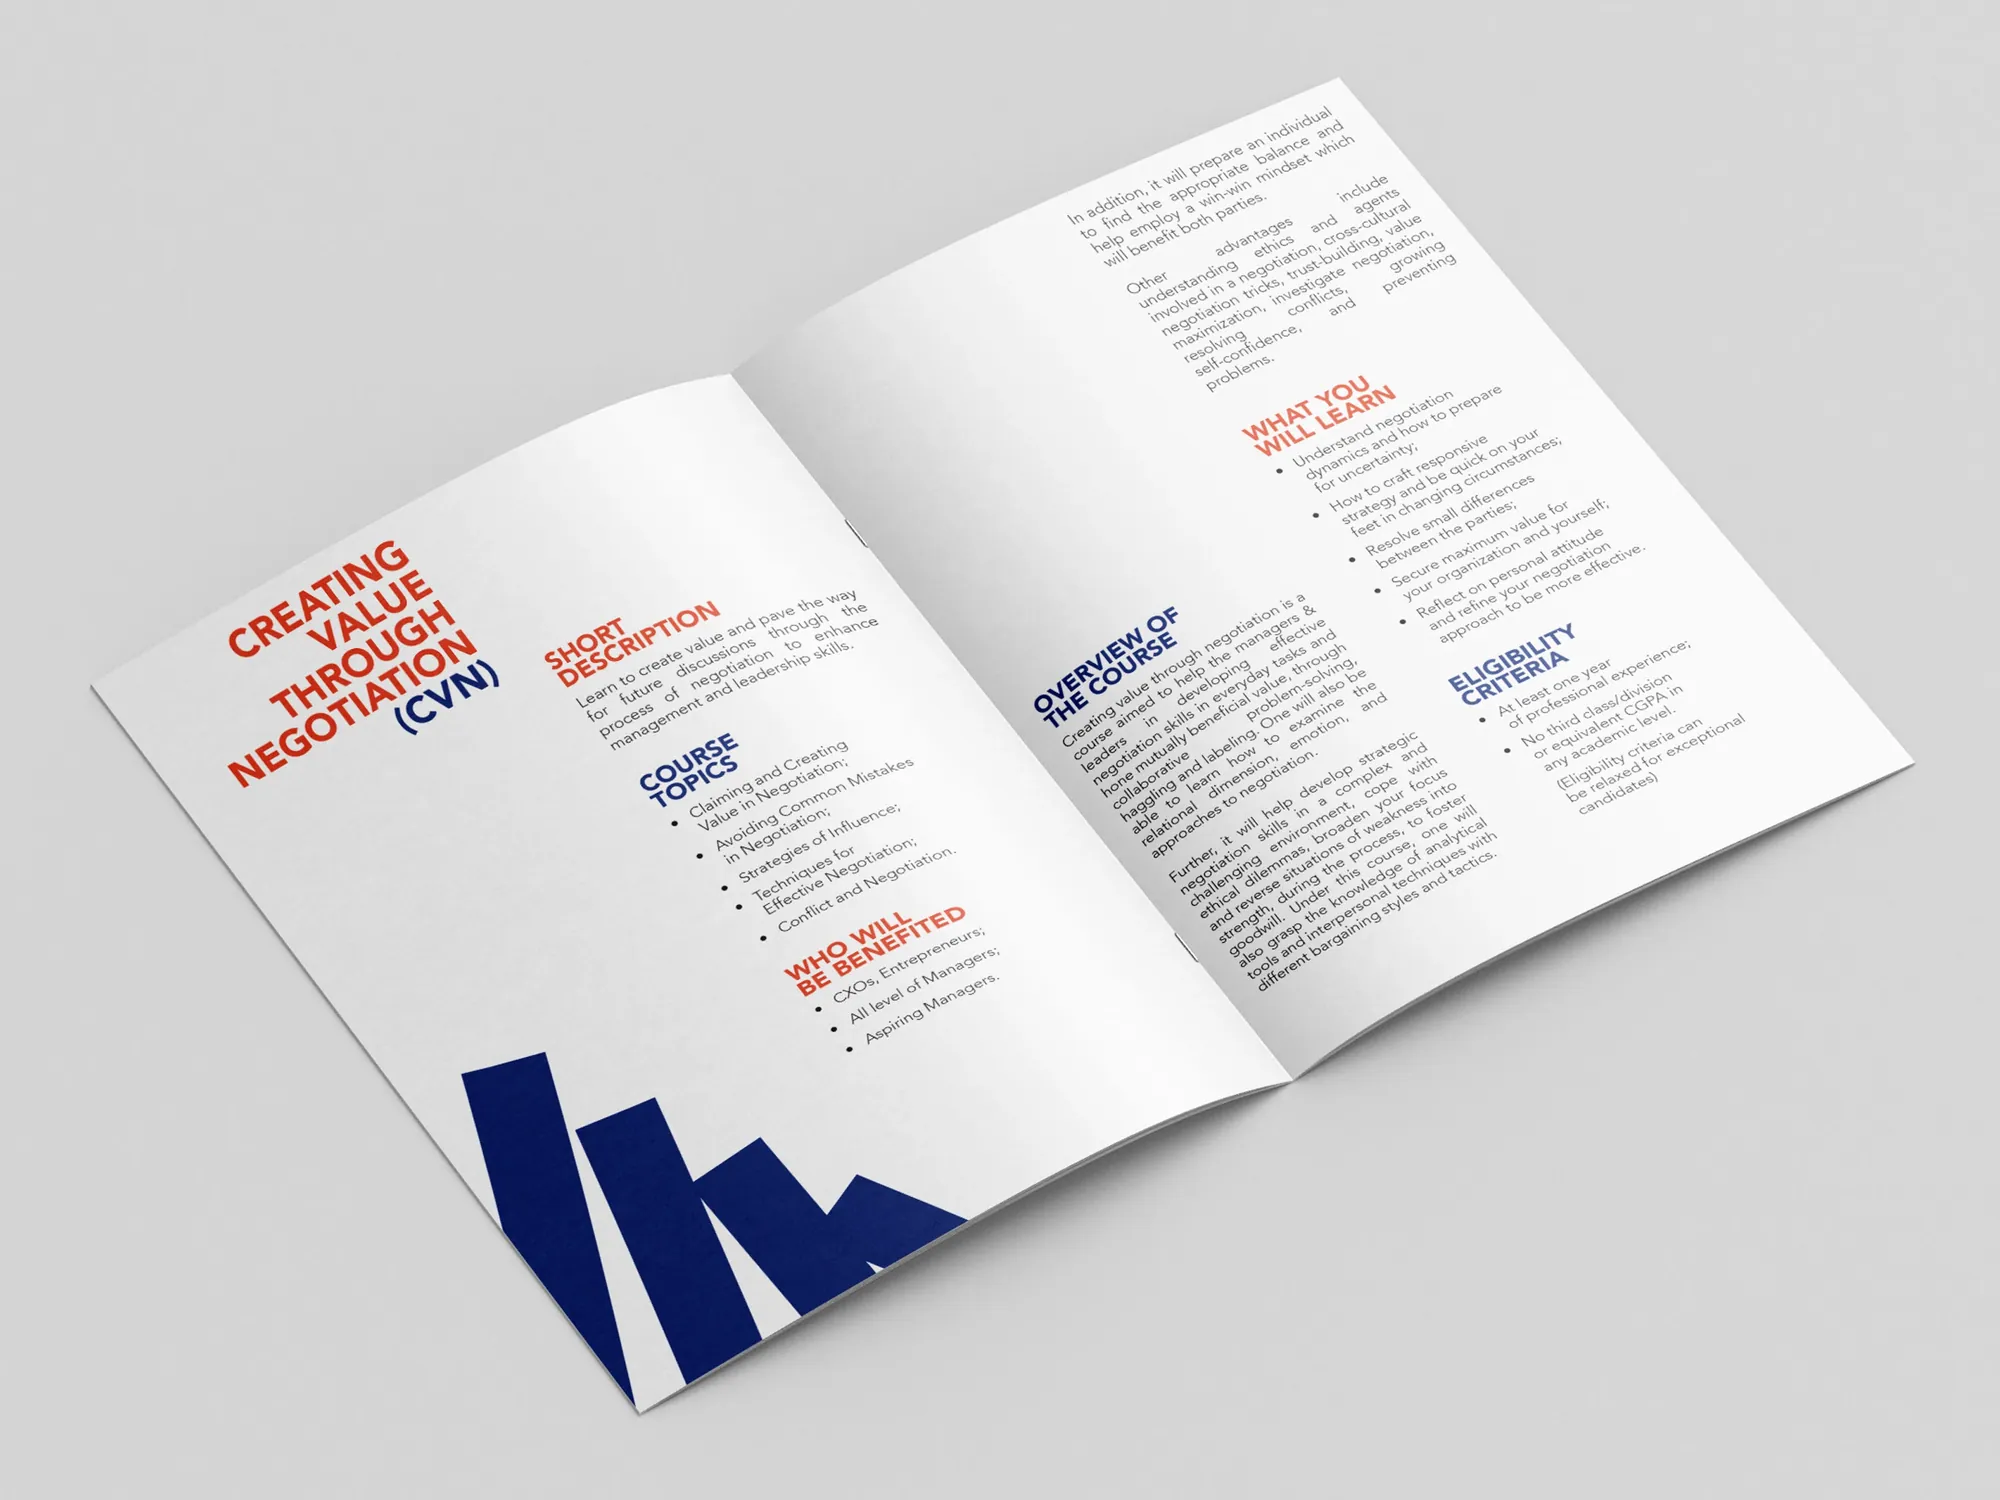 CREATING
VALUE
THROUGH
NEGOTIATION
(CVN)
SHORT
DESCRIPTION
Learn to create value and pave the way
for future discussions through the
process of negotiation to enhance
management and leadership skills.
COURSE
TOPICS
• Claiming and Creating
Value in Negotiation;
• Avoiding Common Mistakes
in Negotiation;
• Strategies of Influence;
• Techniques for
Effective Negotiation;
• Conflict and Negotiation.
WHO WILL
BE BENEFITED
• CXOs, Entrepreneurs;
• All level of Managers;
• Aspiring Managers.
OVERVIEW OF
THE COURSE
Creating value through negotiation is a
course aimed to help the managers &
leaders in developing effective
negotiation skills in everyday tasks and
hone mutually beneficial value, through
collaborative problem-solving,
haggling and labeling. One will also be
able to learn how to examine the
relational dimension, emotion, and
approaches to negotiation.
Further, it will help develop strategic
negotiation skills in a complex and
challenging environment, cope with
ethical dilemmas, broaden your focus
and reverse situations of weakness into
strength, during the process, to foster
goodwill. Under this course, one will
also grasp the knowledge of analytical
tools and interpersonal techniques with
different bargaining styles and tactics.
In addition, it will prepare an individual
to find the appropriate balance and
help employ a win-win mindset which
will benefit both parties.
Other advantages include
understanding ethics and agents
involved in a negotiation, cross-cultural
negotiation tricks, trust-building, value
maximization, investigate negotiation,
resolving conflicts, growing
self-confidence, and preventing
problems.
WHAT YOU
WILL LEARN
• Understand negotiation
dynamics and how to prepare
for uncertainty;
• How to craft responsive
strategy and be quick on your
feet in changing circumstances;
• Resolve small differences
between the parties;
• Secure maximum value for
your organization and yourself;
• Reflect on personal attitude
and refine your negotiation
approach to be more effective.
ELIGIBILITY
CRITERIA
• At least one year
of professional experience;
• No third class/division
or equivalent CGPA in
any academic level.
(Eligibility criteria can
be relaxed for exceptional
candidates)